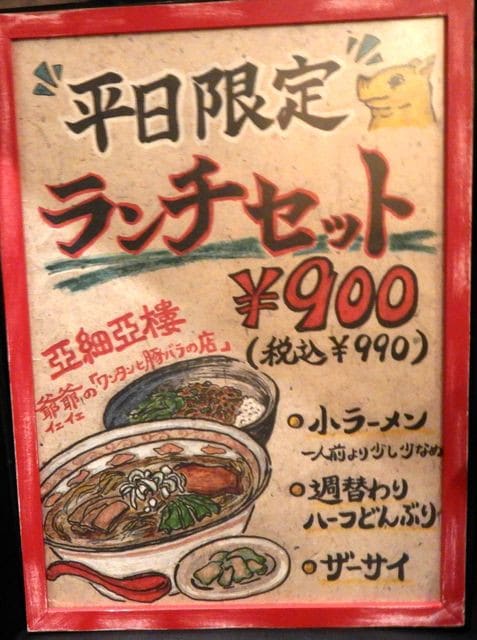 平日限定
ランチセット
¥900
(税込¥990)
亞細亞樓
爺爺の「ワンタンと豚バラの店」
イェイェ
小ラーメン
一人前より少し少なめ
週替わり
ハーフどんぶり
ザーサイ